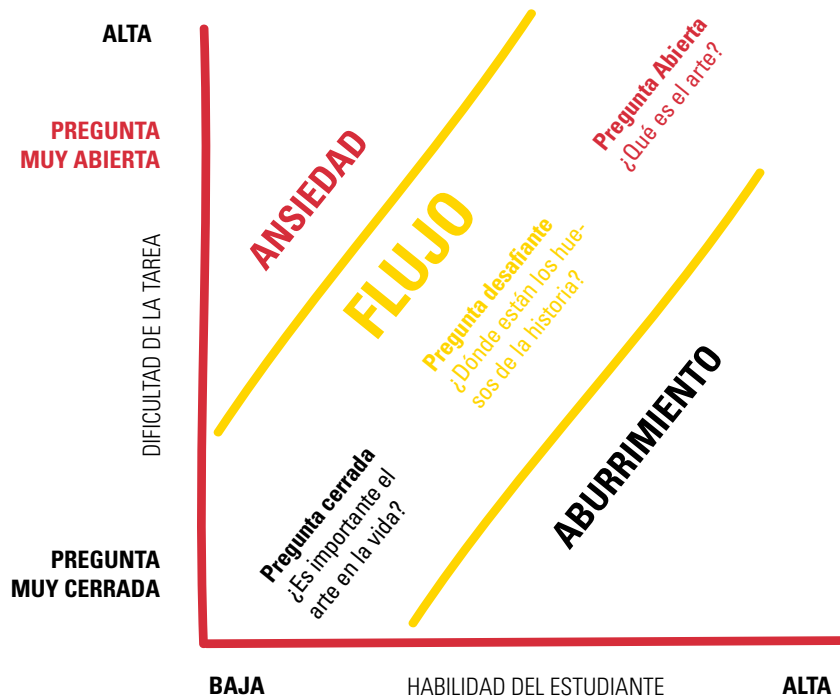 ALTA
PREGUNTA
MUY ABIERTA
DIFICULTAD DE LA TAREA
PREGUNTA
MUY CERRADA
ANSIEDAD
FLUJO
Pregunta Abierta
¿Qué es el arte?
Pregunta desafiante
¿Dónde están los hue-
sos de la historia?
Pregunta cerrada
¿Es importante el
arte en la vida?
ABURRIMIENTO
BAJA
HABILIDAD DEL ESTUDIANTE
ALTA